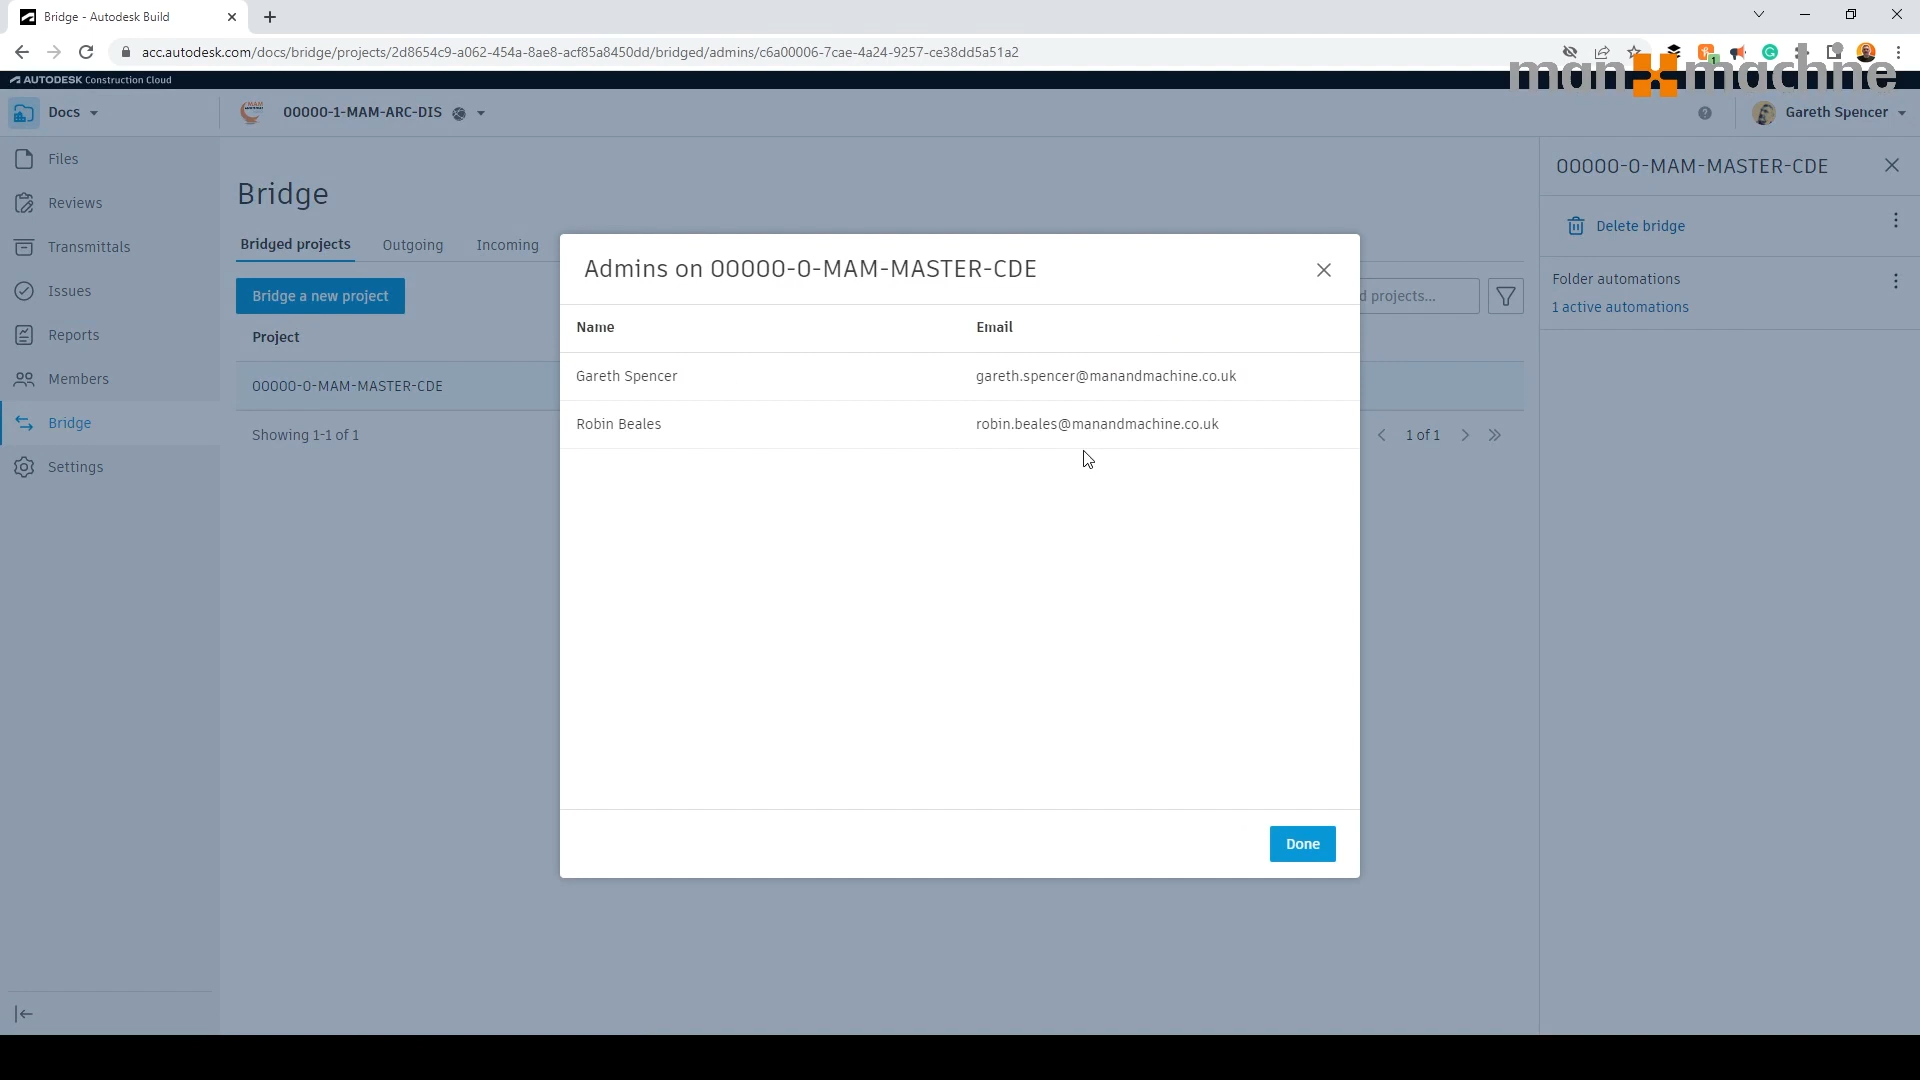 Bridge - Autodesk Build
acc.autodesk.com/docs/bridge/projects/2d8654c9-a062-454a-8ae8-acf85a8450dd/bridged/admins/c6a00006-7cae-4a24-9257-ce38dd5a51a2
1
man machine
AUTODESK Construction Cloud
Docs
00000-1-MAM-ARC-DIS
Gareth Spencer
Files
Reviews
Transmittals
Issues
Reports
Members
Bridge
Settings
Bridge
Bridged projects
Outgoing
Incoming
Bridge a new project
d projects...
Project
00000-0-MAM-MASTER-CDE
Showing 1-1 of 1
1 of 1
Admins on 00000-0-MAM-MASTER-CDE
Name
Email
Gareth Spencer
gareth.spencer@manandmachine.co.uk
Robin Beales
robin.beales@manandmachine.co.uk
Done
00000-0-MAM-MASTER-CDE
Delete bridge
Folder automations
1 active automations